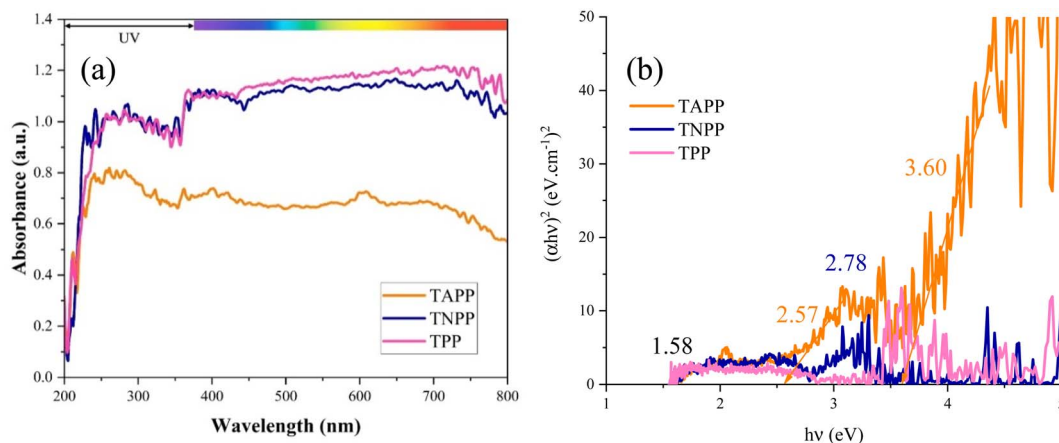 UV
(a)
1.4
1.2
1.0
0.8
0.6
0.4
0.2
0.0
Absorbance (a.u.)
TAPP
TNPP
TPP
200 300 400 500 600 700 800
Wavelength (nm)
(b)
50
40
30
20
10
0
(αhν)² (eV.cm⁻¹)²
TAPP
TNPP
TPP
3.60
2.78
2.57
1.58
1 2 3 4 5
hν (eV)